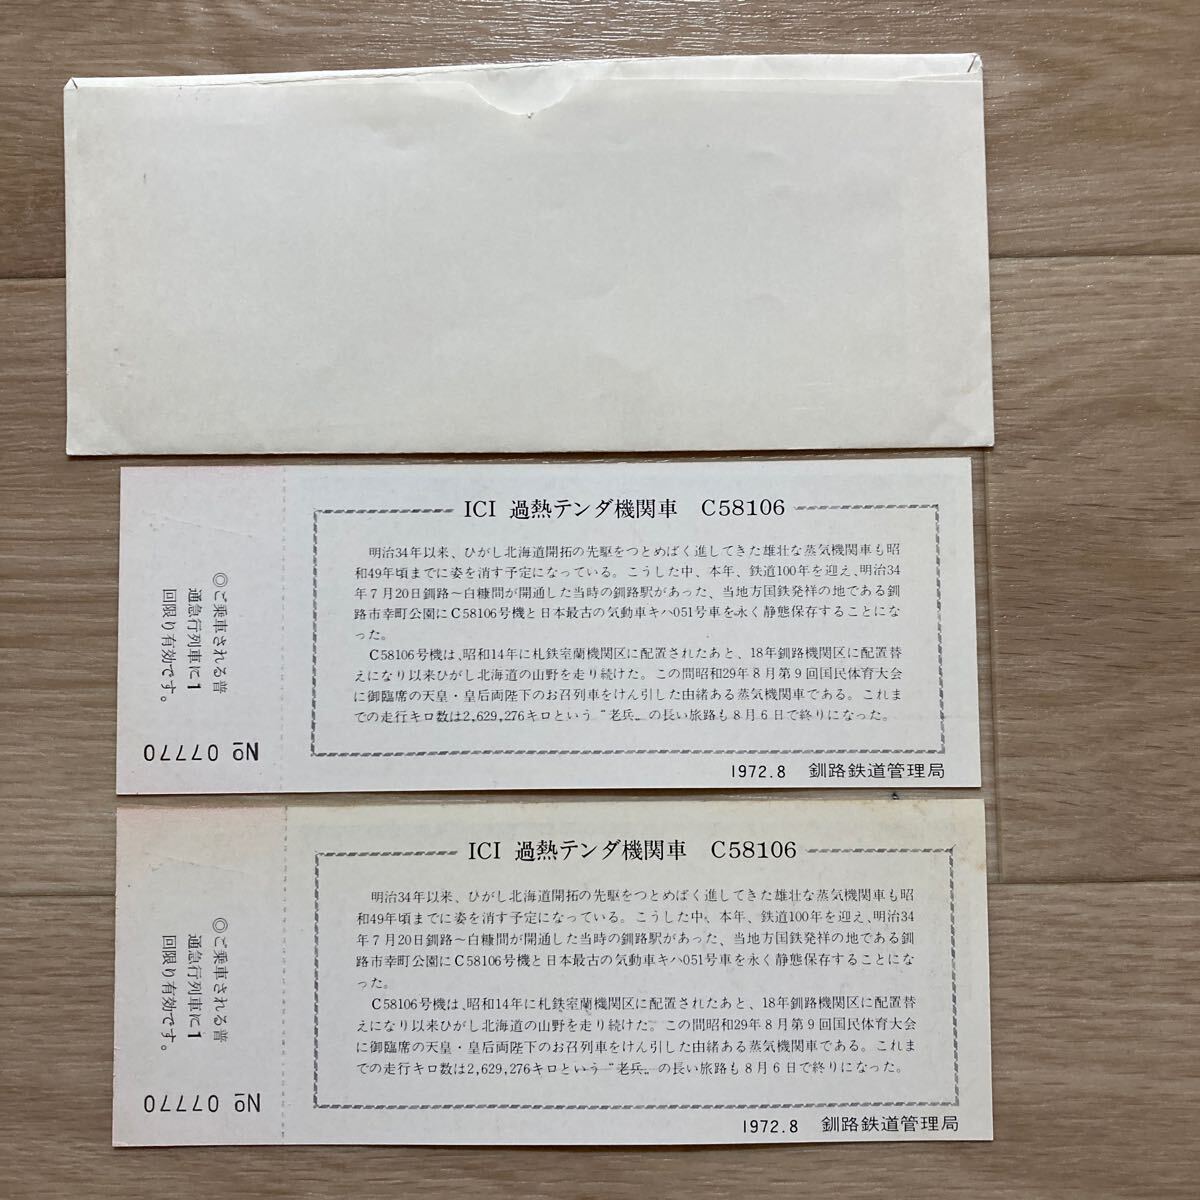 ICI 過熱テンダ機関車 C58106
明治34年以来、ひがし北海道開拓の先駆をつとめばく進してきた雄壮な蒸気機関車も昭
和49年頃までに姿を消す予定になっている。こうした中、本年、鉄道100年を迎え、明治34
年7月20日釧路～白糠間が開通した当時の釧路駅があった、当地方国鉄発祥の地である釧
路市幸町公園にC58106号機と日本最古の気動車キハ051号車を永く静態保存することにな
った。
C58106号機は、昭和14年に札鉄室蘭機関区に配置されたあと、18年釧路機関区に配置替
えになり以来ひがし北海道の山野を走り続けた。この間昭和29年8月第9回国民体育大会
に御臨席の天皇・皇后両陛下のお召列車をけん引した由緒ある蒸気機関車である。これま
での走行キロ数は2,629,276キロという〝老兵〟の長い旅路も8月6日で終りになった。
1972.8 釧路鉄道管理局
◎ご乗車される普
通急行列車に1
回限り有効です。
№ 07770
ICI 過熱テンダ機関車 C58106
明治34年以来、ひがし北海道開拓の先駆をつとめばく進してきた雄壮な蒸気機関車も昭
和49年頃までに姿を消す予定になっている。こうした中、本年、鉄道100年を迎え、明治34
年7月20日釧路～白糠間が開通した当時の釧路駅があった、当地方国鉄発祥の地である釧
路市幸町公園にC58106号機と日本最古の気動車キハ051号車を永く静態保存することにな
った。
C58106号機は、昭和14年に札鉄室蘭機関区に配置されたあと、18年釧路機関区に配置替
えになり以来ひがし北海道の山野を走り続けた。この間昭和29年8月第9回国民体育大会
に御臨席の天皇・皇后両陛下のお召列車をけん引した由緒ある蒸気機関車である。これま
での走行キロ数は2,629,276キロという〝老兵〟の長い旅路も8月6日で終りになった。
1972.8 釧路鉄道管理局
◎ご乗車される普
通急行列車に1
回限り有効です。
№ 07770